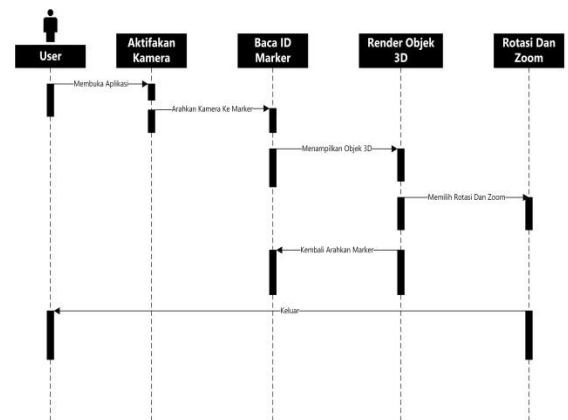 User
Aktifakan
Kamera
Baca ID
Marker
Render Objek
3D
Rotasi Dan
Zoom
Membuka Aplikasi
Arahkan Kamera Ke Marker
Menampilkan Objek 3D
Memilih Rotasi Dan Zoom
Kembali Arahkan Marker
Keluar